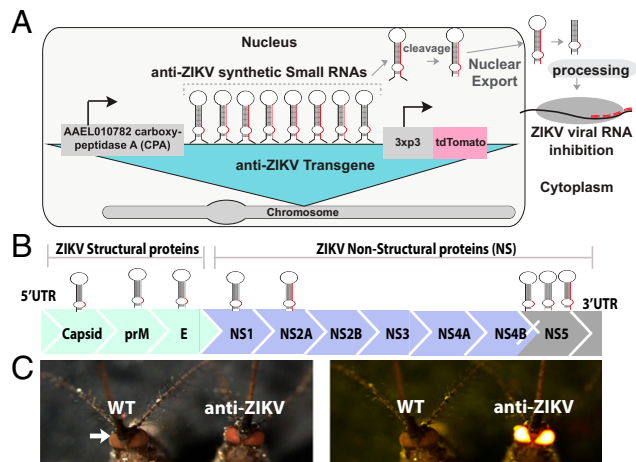 A
Nucleus
anti-ZIKV synthetic Small RNAs
cleavage
Nuclear
Export
processing
AAEL010782 carboxy-
peptidase A (CPA)
3xp3
tdTomato
anti-ZIKV Transgene
ZIKV viral RNA
inhibition
Cytoplasm
Chromosome
B
ZIKV Structural proteins
ZIKV Non-Structural proteins (NS)
5'UTR
3'UTR
Capsid
prM
E
NS1
NS2A
NS2B
NS3
NS4A
NS4B
NS5
C
WT
anti-ZIKV
WT
anti-ZIKV